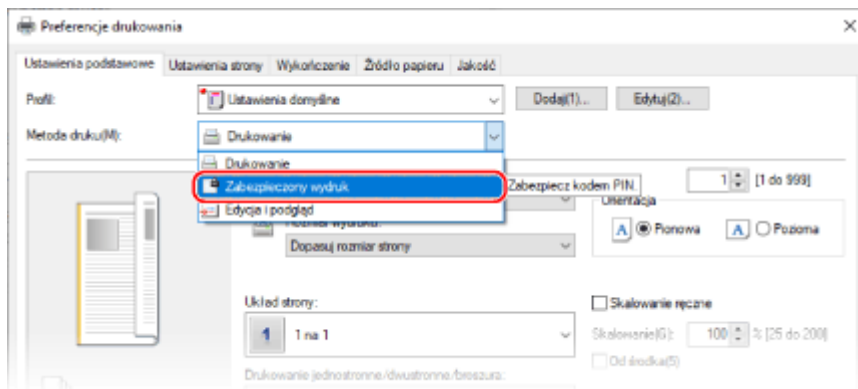 Preferencje drukowania
Ustawienia podstawowe Ustawienia strony Wykończenie Źródło papieru Jakość
Profil: Ustawienia domyślne Dodaj(1)... Edytuj(2)...
Metoda druku(M): Drukowanie
Drukowanie
Zabezpieczony wydruk Zabezpiecz kodem PIN. 1 [1 do 999]
Edycja i podgląd Orientacja
Rozmiar wydruku: A Pionowa A Pozioma
Dopasuj rozmiar strony
Układ strony: Skalowanie ręczne
1 1 na 1 Skalowanie(G): 100 % [25 do 200]
Od środka(5)
Drukowanie jednostronne/dwustronne/broszura: